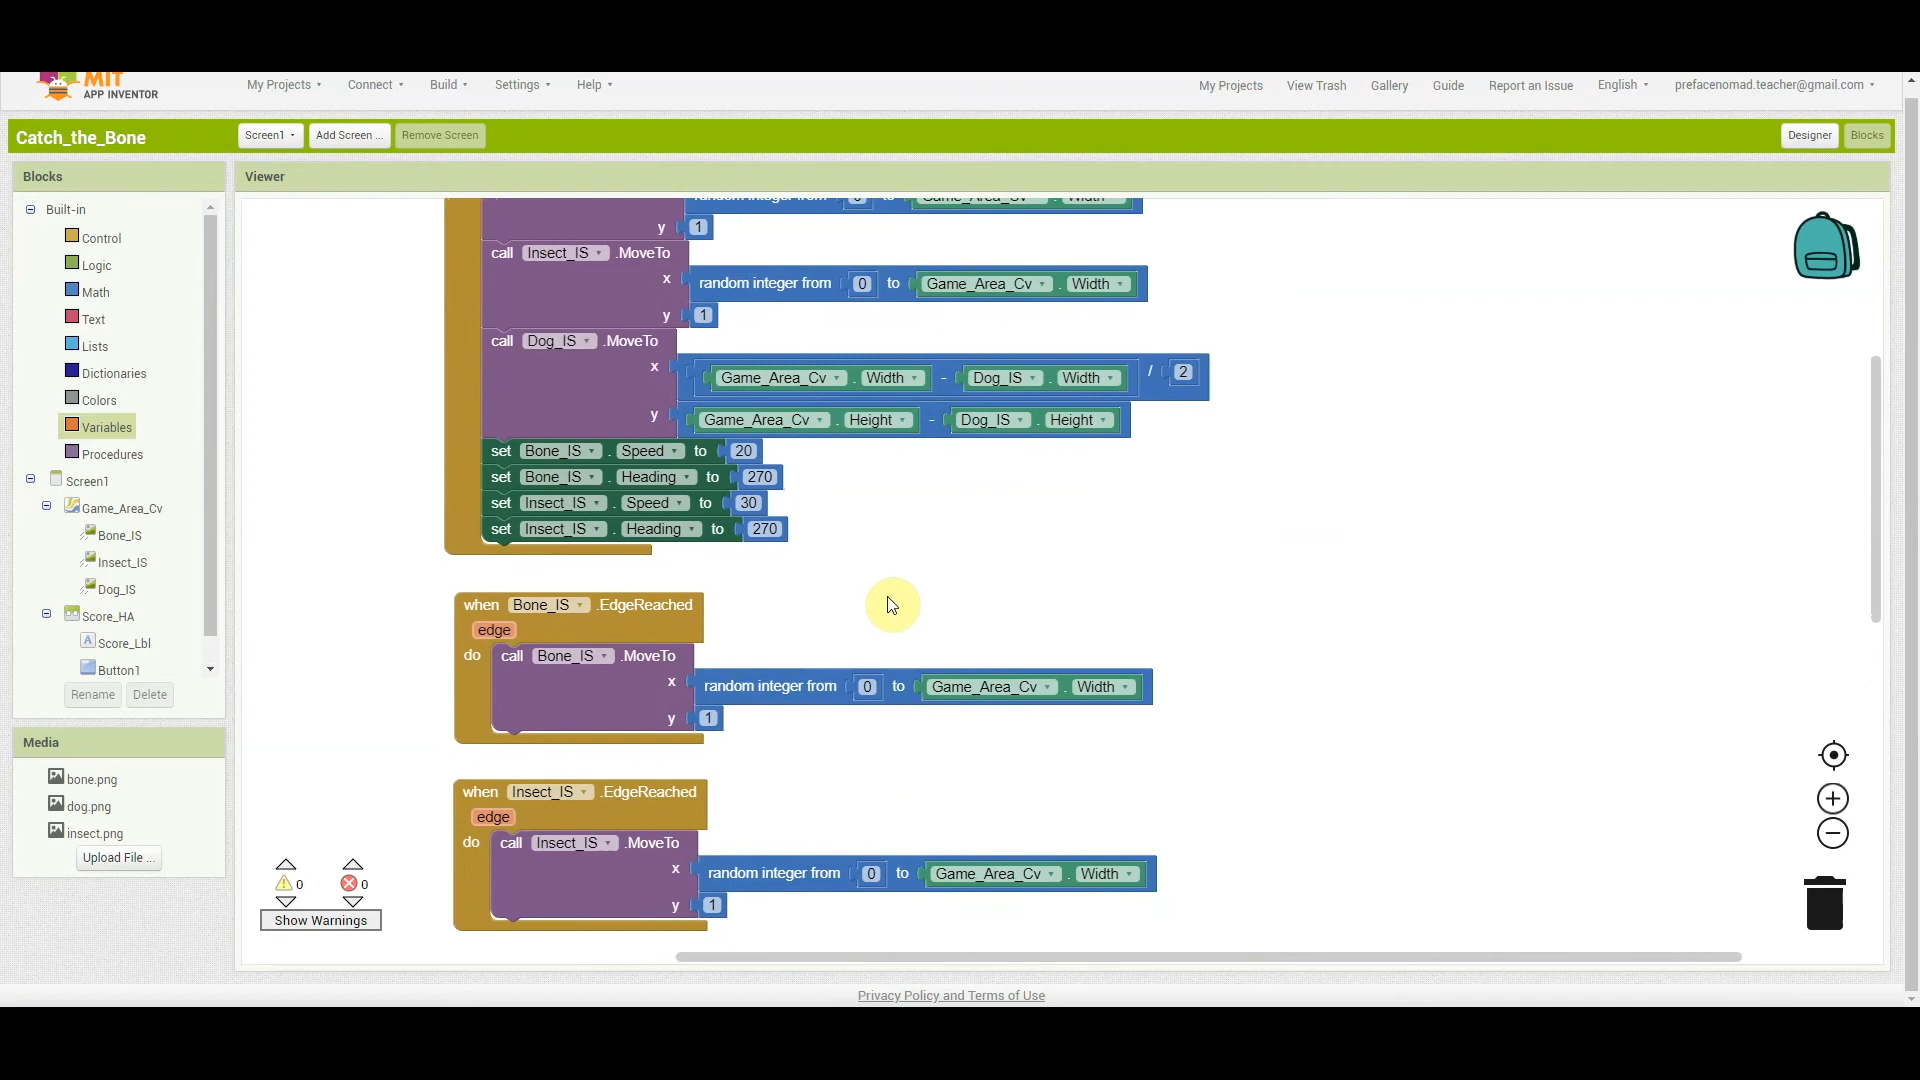 MIT
APP INVENTOR
My Projects Connect Build Settings Help My Projects View Trash Gallery Guide Report an Issue English prefacenomad.teacher@gmail.com
Catch_the_Bone Screen1 Add Screen ... Remove Screen Designer Blocks
Blocks
Built-in
Control
Logic
Math
Text
Lists
Dictionaries
Colors
Variables
Procedures
Screen1
Game_Area_Cv
Bone_IS
Insect_IS
Dog_IS
Score_HA
Score_Lbl
Button1
Rename Delete
Media
bone.png
dog.png
insect.png
Upload File ...
Viewer
random integer from 0 to Game_Area_Cv . Width
y 1
call Insect_IS .MoveTo
x random integer from 0 to Game_Area_Cv . Width
y 1
call Dog_IS .MoveTo
x Game_Area_Cv . Width - Dog_IS . Width / 2
y Game_Area_Cv . Height - Dog_IS . Height
set Bone_IS . Speed to 20
set Bone_IS . Heading to 270
set Insect_IS . Speed to 30
set Insect_IS . Heading to 270
when Bone_IS .EdgeReached
edge
do call Bone_IS .MoveTo
x random integer from 0 to Game_Area_Cv . Width
y 1
when Insect_IS .EdgeReached
edge
do call Insect_IS .MoveTo
x random integer from 0 to Game_Area_Cv . Width
y 1
0 0
Show Warnings
Privacy Policy and Terms of Use